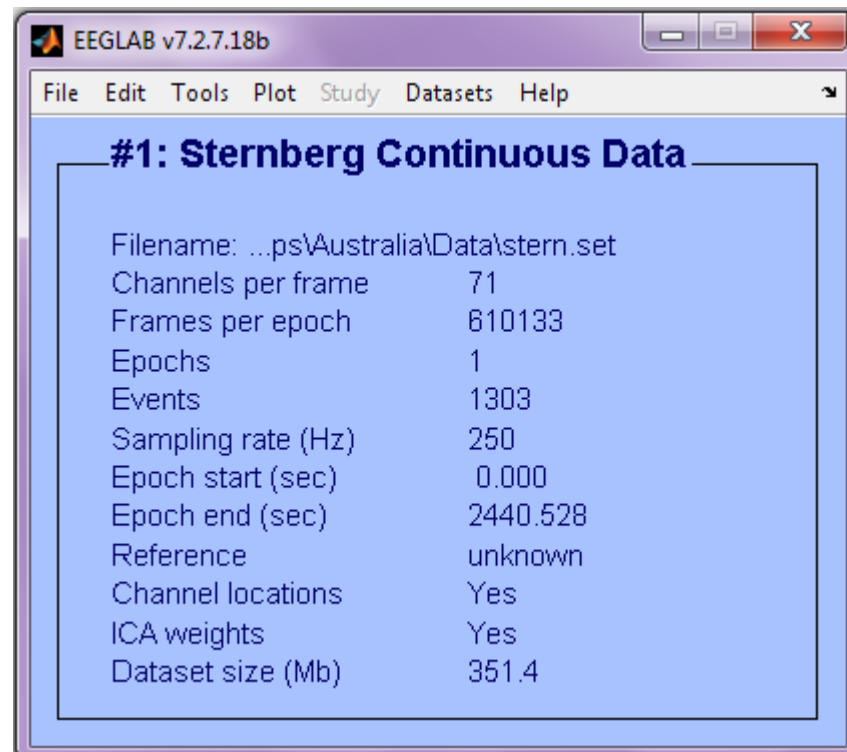 EEGLAB v7.2.7.18b
File Edit Tools Plot Study Datasets Help
#1: Sternberg Continuous Data
Filename: ...ps\Australia\Data\stern.set
Channels per frame 71
Frames per epoch 610133
Epochs 1
Events 1303
Sampling rate (Hz) 250
Epoch start (sec) 0.000
Epoch end (sec) 2440.528
Reference unknown
Channel locations Yes
ICA weights Yes
Dataset size (Mb) 351.4